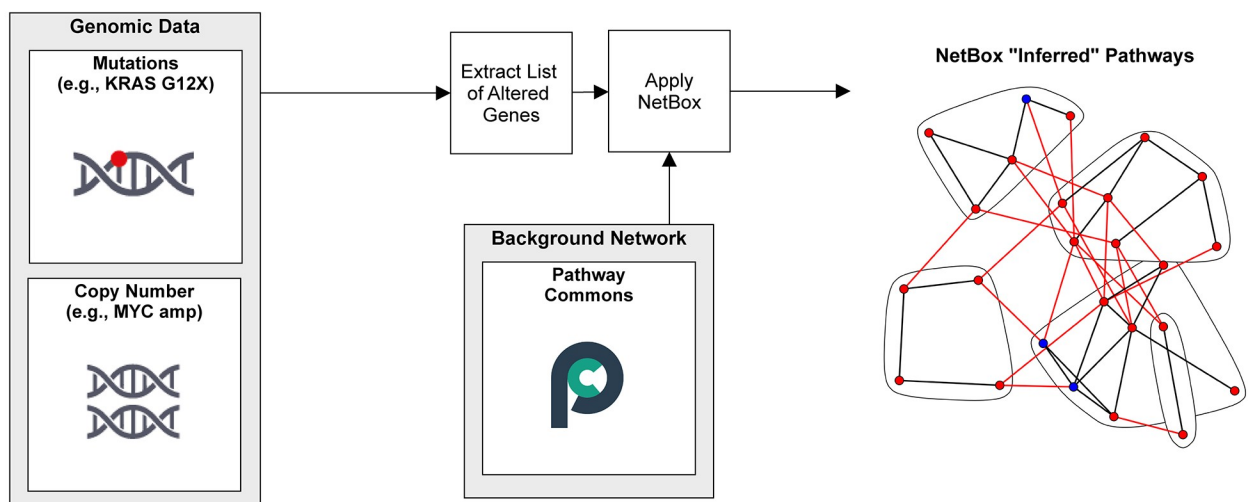 Genomic Data
Mutations
(e.g., KRAS G12X)
Copy Number
(e.g., MYC amp)
Extract List
of Altered
Genes
Apply
NetBox
Background Network
Pathway
Commons
NetBox "Inferred" Pathways